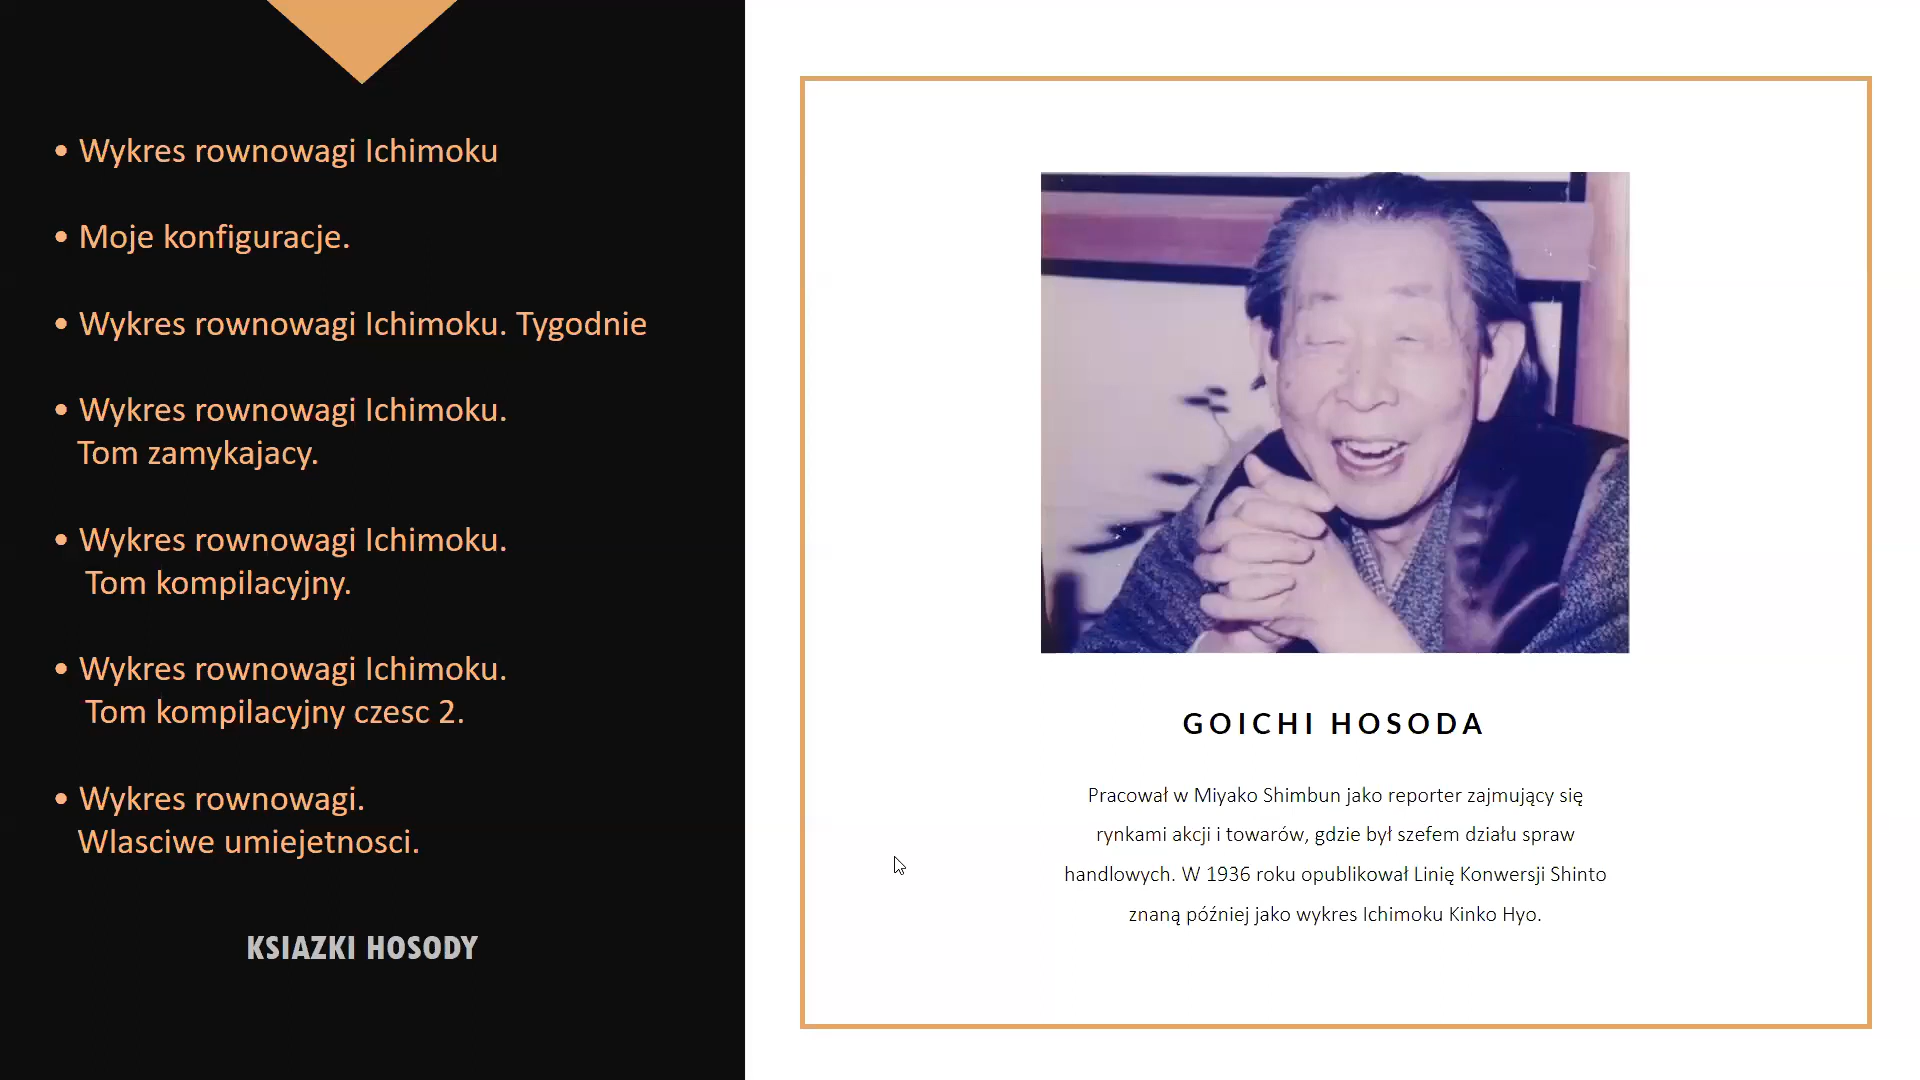 • Wykres rownowagi Ichimoku
• Moje konfiguracje.
• Wykres rownowagi Ichimoku. Tygodnie
• Wykres rownowagi Ichimoku.
Tom zamykajacy.
• Wykres rownowagi Ichimoku.
Tom kompilacyjny.
• Wykres rownowagi Ichimoku.
Tom kompilacyjny czesc 2.
• Wykres rownowagi.
Wlasciwe umiejetnosci.
KSIAZKI HOSODY
GOICHI HOSODA
Pracował w Miyako Shimbun jako reporter zajmujący się
rynkami akcji i towarów, gdzie był szefem działu spraw
handlowych. W 1936 roku opublikował Linię Konwersji Shinto
znaną później jako wykres Ichimoku Kinko Hyo.